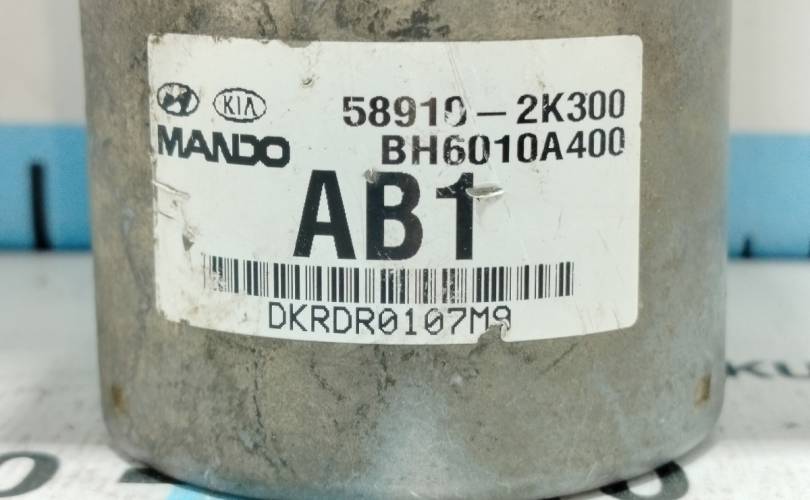 KIA 58910-2K300
MANDO BH6010A400
AB1
DKRDR0107M9